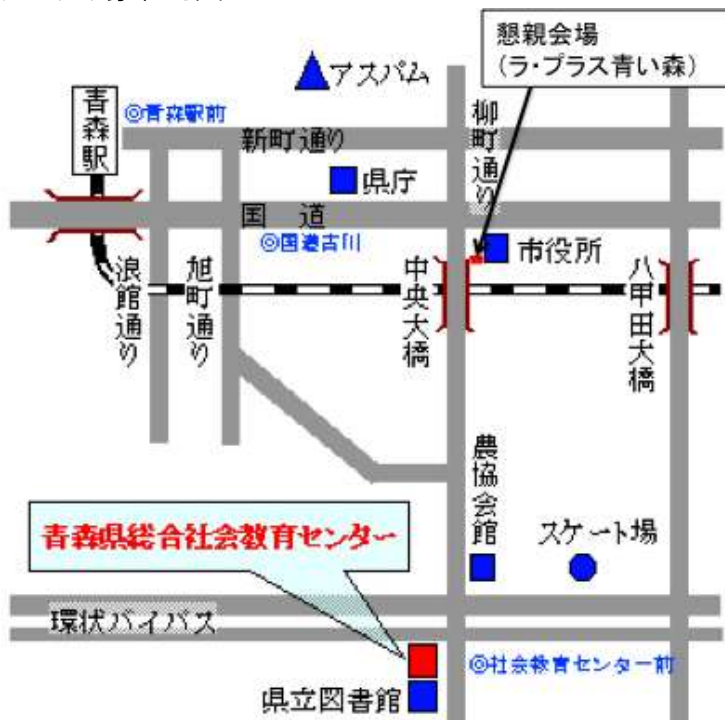 懇親会場
(ラ・プラス青い森)
アスパム
青森駅
◎青森駅前
新町通り
柳町通り
県庁
国 道
◎国道古川
市役所
浪館通り
旭町通り
中央大橋
八甲田大橋
農協会館
青森県総合社会教育センター
スケート場
環状バイパス
◎社会教育センター前
県立図書館